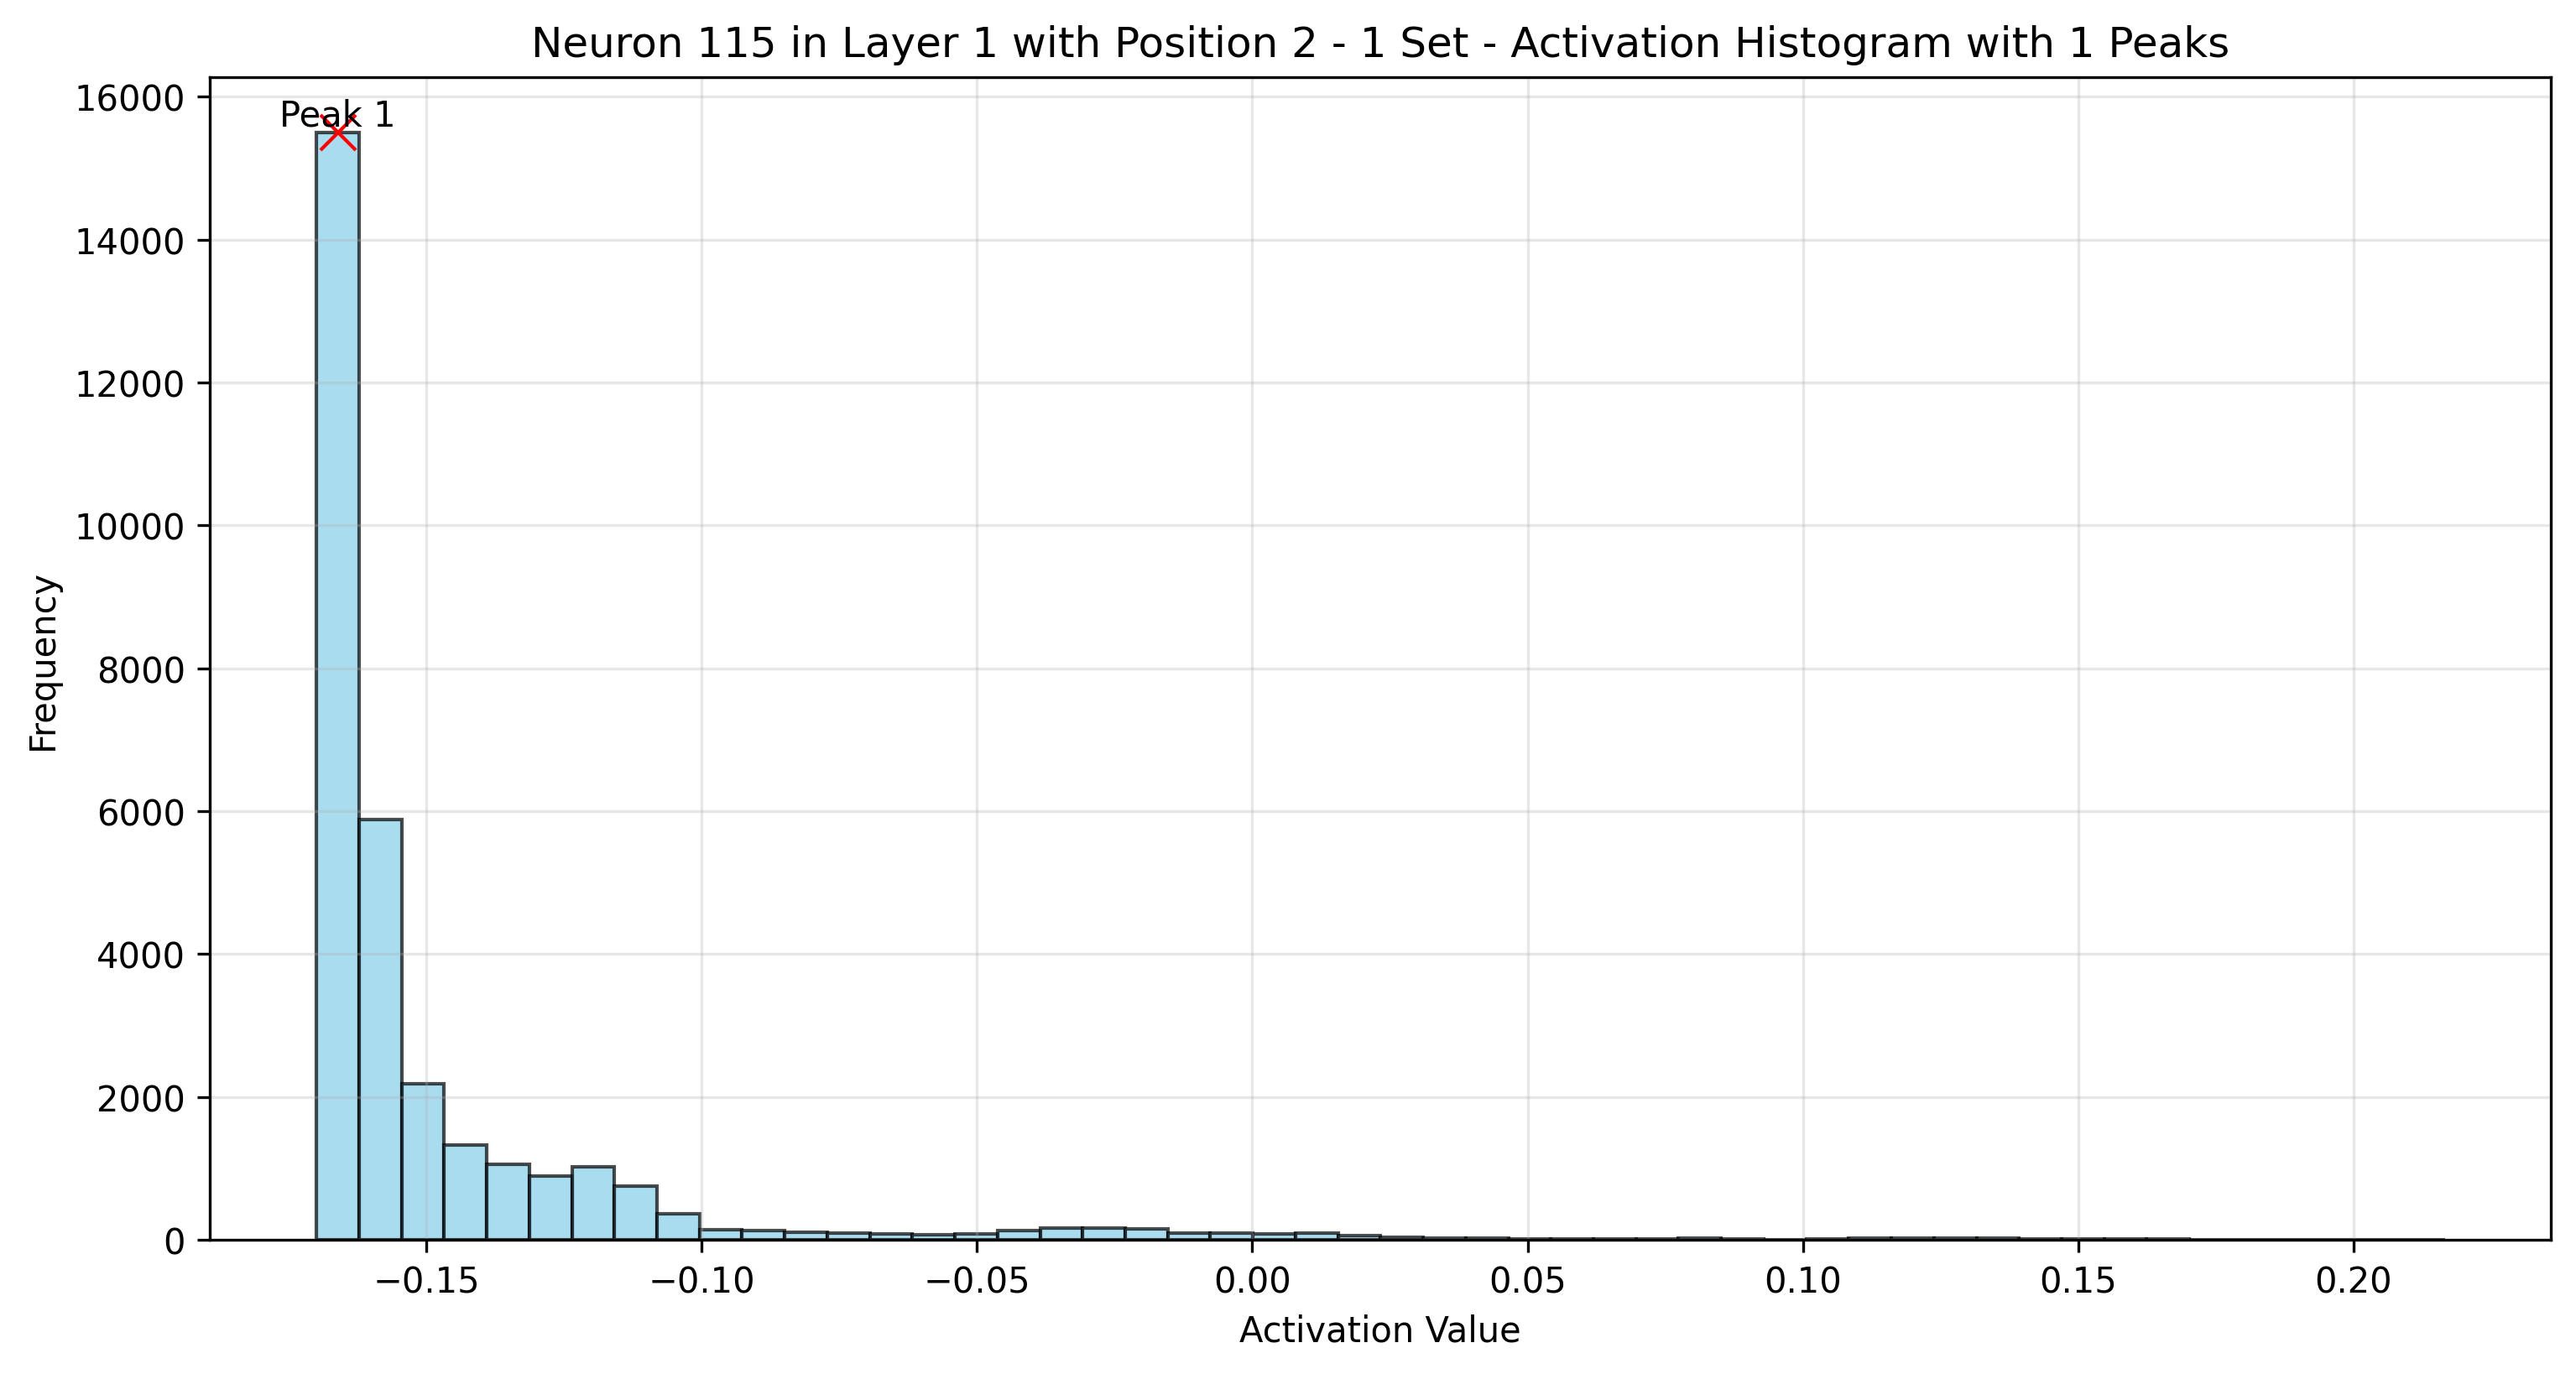 Neuron 115 in Layer 1 with Position 2 - 1 Set - Activation Histogram with 1 Peaks
Peak 1
16000
14000
12000
10000
8000
6000
4000
2000
0
Frequency
−0.15 −0.10 −0.05 0.00 0.05 0.10 0.15 0.20
Activation Value